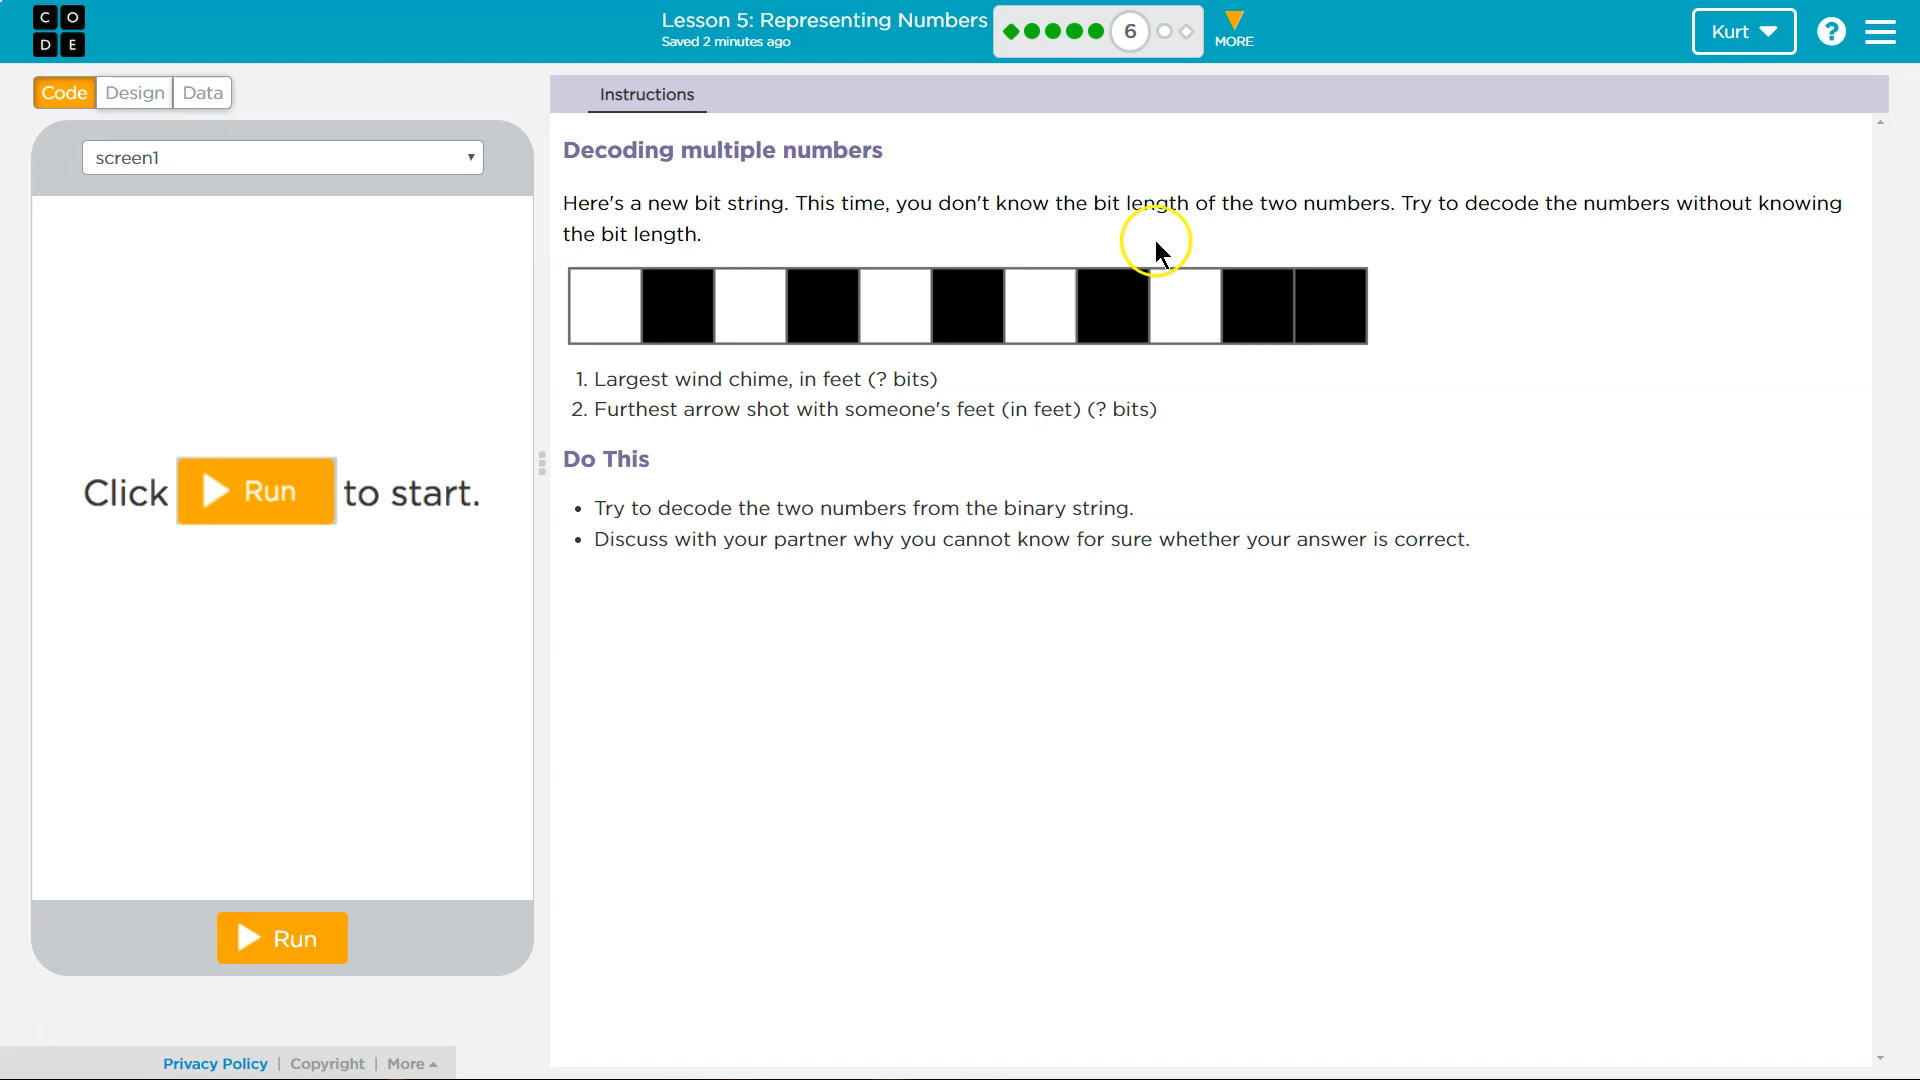 CODE
Lesson 5: Representing Numbers
Saved 2 minutes ago
6
MORE
Kurt
?
Code Design Data
screen1
Click Run to start.
Run
Instructions
Decoding multiple numbers
Here's a new bit string. This time, you don't know the bit length of the two numbers. Try to decode the numbers without knowing
the bit length.
1. Largest wind chime, in feet (? bits)
2. Furthest arrow shot with someone's feet (in feet) (? bits)
Do This
• Try to decode the two numbers from the binary string.
• Discuss with your partner why you cannot know for sure whether your answer is correct.
Privacy Policy | Copyright | More